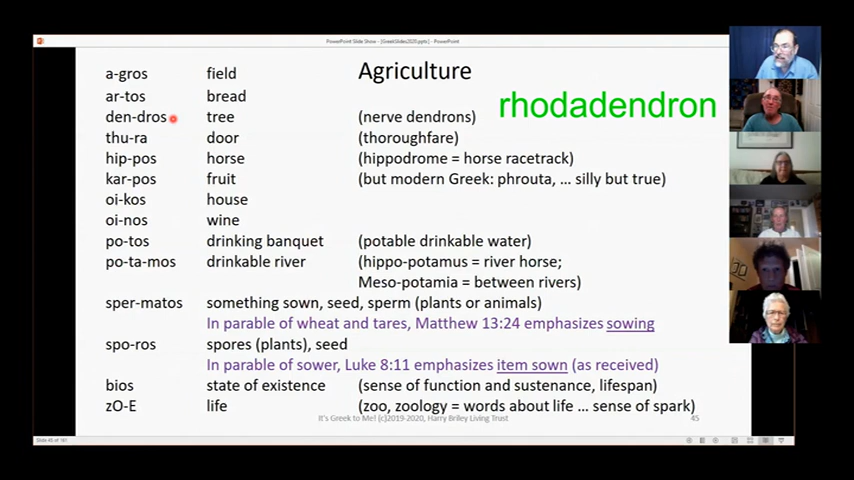 PowerPoint Slide Show - [GreekSlides2020.pptx] - PowerPoint
Agriculture
rhodadendron
a-gros field
ar-tos bread
den-dros tree (nerve dendrons)
thu-ra door (thoroughfare)
hip-pos horse (hippodrome = horse racetrack)
kar-pos fruit (but modern Greek: phrouta, ... silly but true)
oi-kos house
oi-nos wine
po-tos drinking banquet (potable drinkable water)
po-ta-mos drinkable river (hippo-potamus = river horse;
Meso-potamia = between rivers)
sper-matos something sown, seed, sperm (plants or animals)
In parable of wheat and tares, Matthew 13:24 emphasizes sowing
spo-ros spores (plants), seed
In parable of sower, Luke 8:11 emphasizes item sown (as received)
bios state of existence (sense of function and sustenance, lifespan)
zO-E life (zoo, zoology = words about life ... sense of spark)
It's Greek to Me! (c)2019-2020, Harry Briley Living Trust 45
Slide 45 of 161